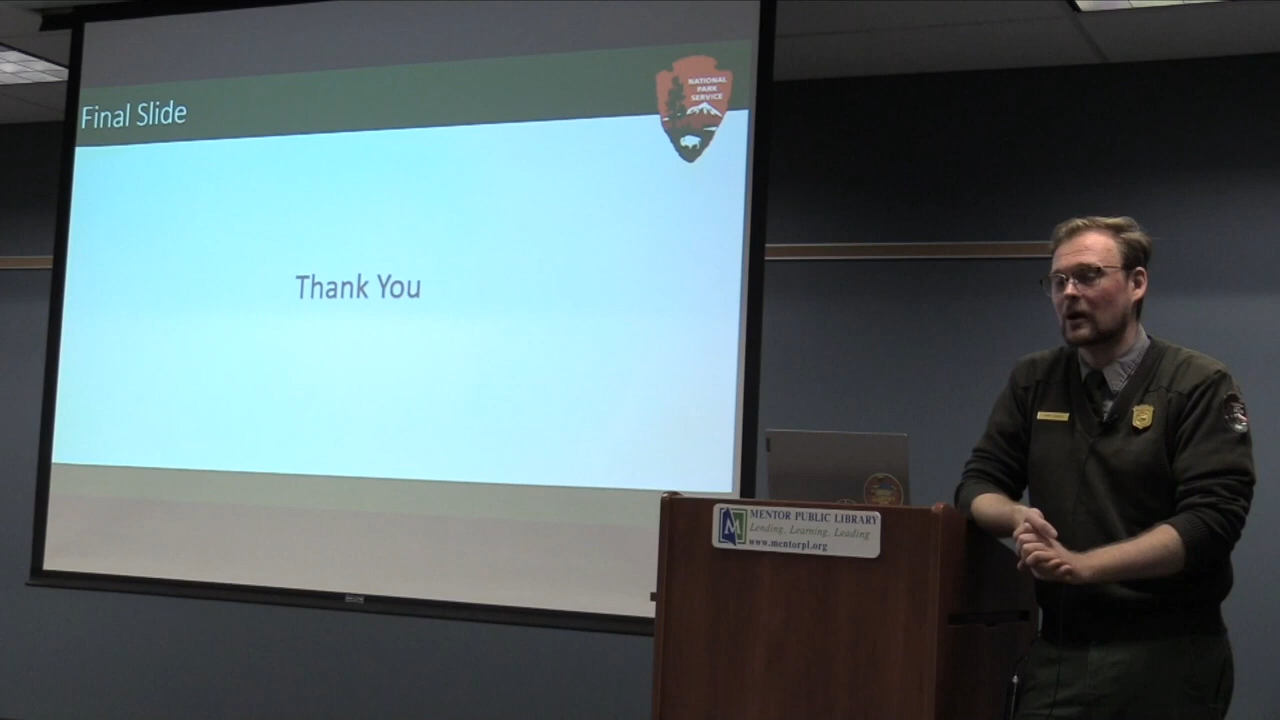 Final Slide
NATIONAL
PARK
SERVICE
Thank You
MENTOR PUBLIC LIBRARY
Lending, Learning, Leading
www.mentorpl.org